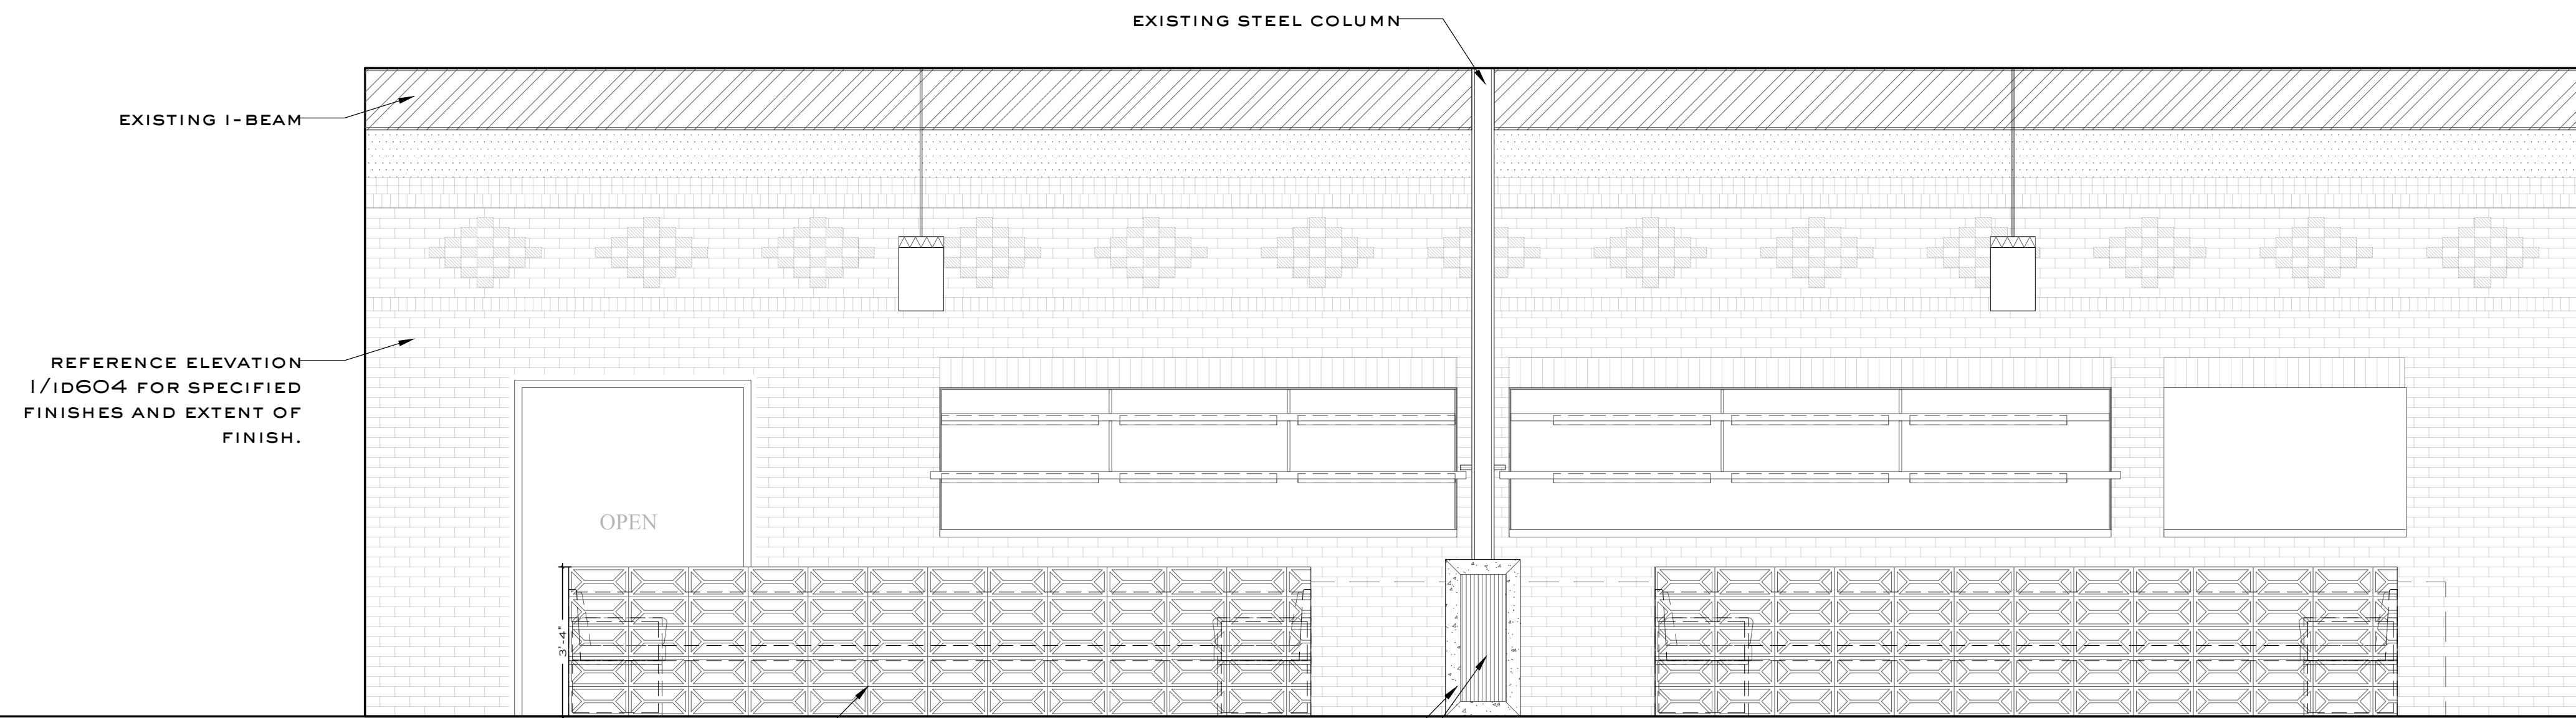 EXISTING STEEL COLUMN
EXISTING I-BEAM
REFERENCE ELEVATION
1/ID604 FOR SPECIFIED
FINISHES AND EXTENT OF
FINISH.
OPEN
3'-4"